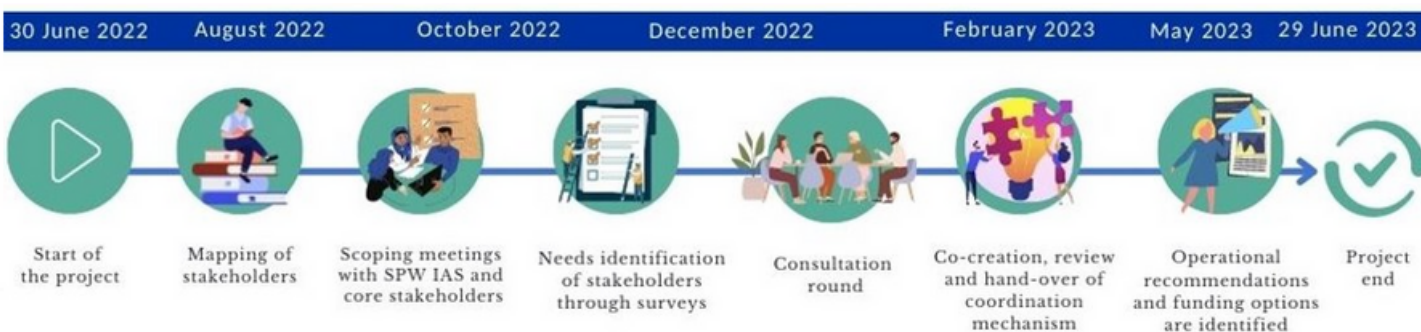 30 June 2022 August 2022 October 2022 December 2022 February 2023 May 2023 29 June 2023
Start of
the project
Mapping of
stakeholders
Scoping meetings
with SPW IAS and
core stakeholders
Needs identification
of stakeholders
through surveys
Consultation
round
Co-creation, review
and hand-over of
coordination
mechanism
Operational
recommendations
and funding options
are identified
Project
end